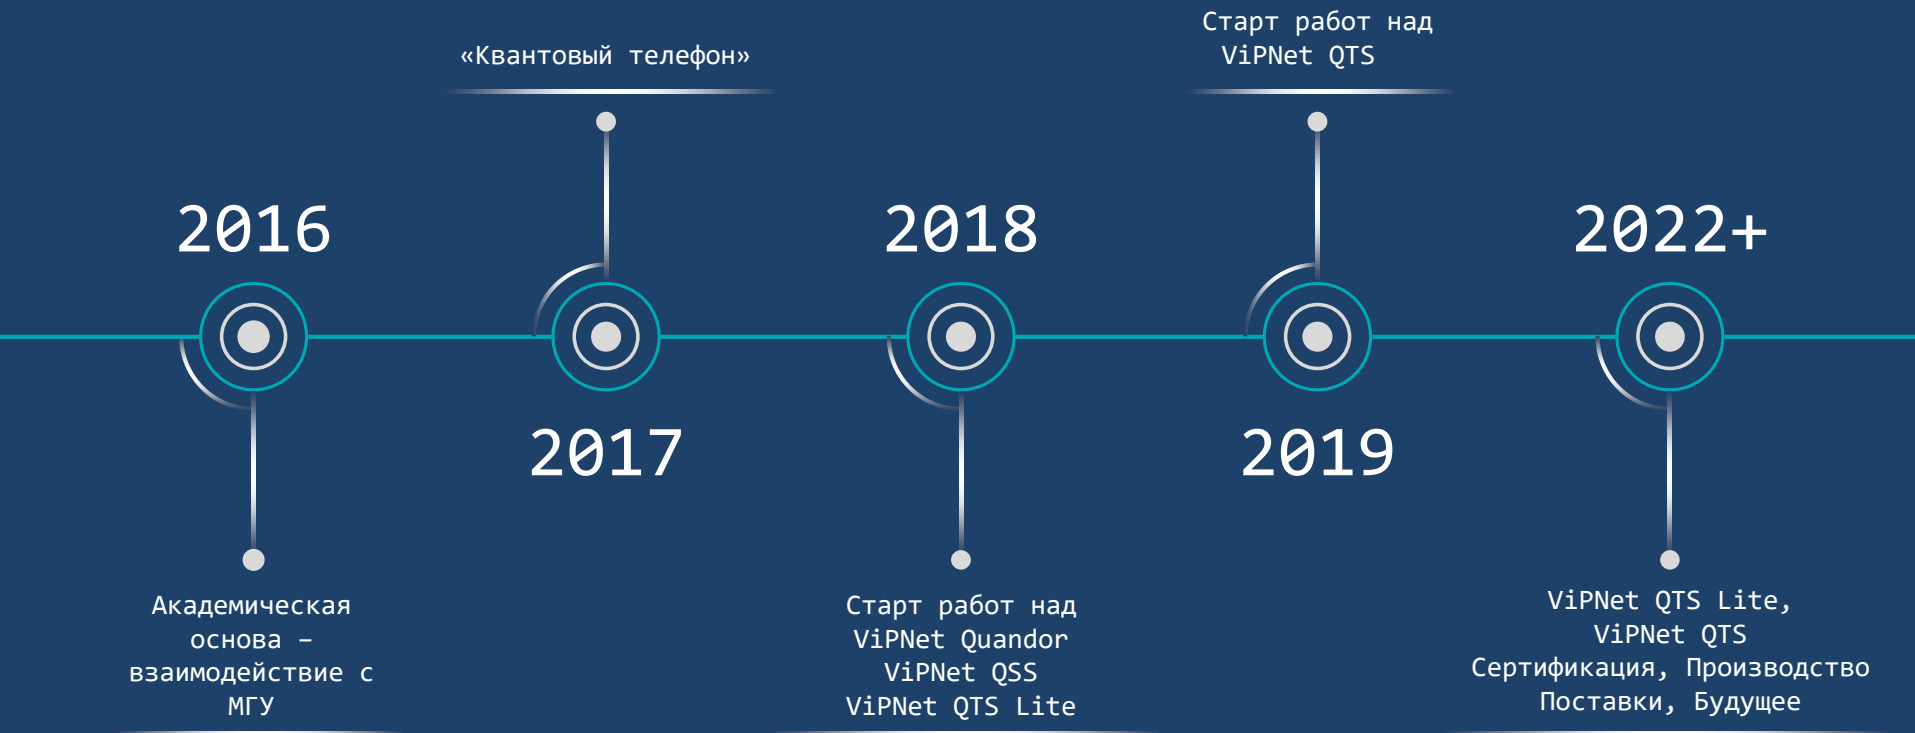 2016
Академическая
основа –
взаимодействие с
МГУ
«Квантовый телефон»
2017
2018
Старт работ над
ViPNet Quandor
ViPNet QSS
ViPNet QTS Lite
Старт работ над
ViPNet QTS
2019
2022+
ViPNet QTS Lite,
ViPNet QTS
Сертификация, Производство
Поставки, Будущее